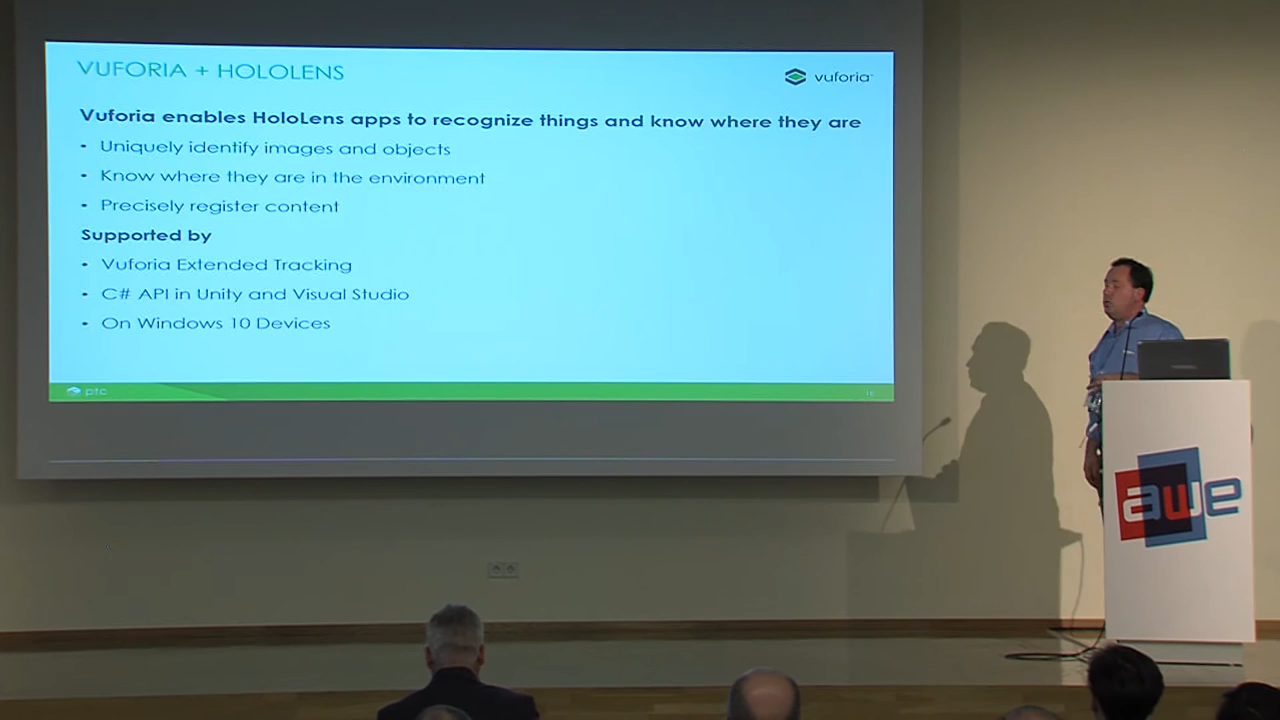 VUFORIA + HOLOLENS
vuforia
Vuforia enables HoloLens apps to recognize things and know where they are
• Uniquely identify images and objects
• Know where they are in the environment
• Precisely register content
Supported by
• Vuforia Extended Tracking
• C# API in Unity and Visual Studio
• On Windows 10 Devices
ptc
awe